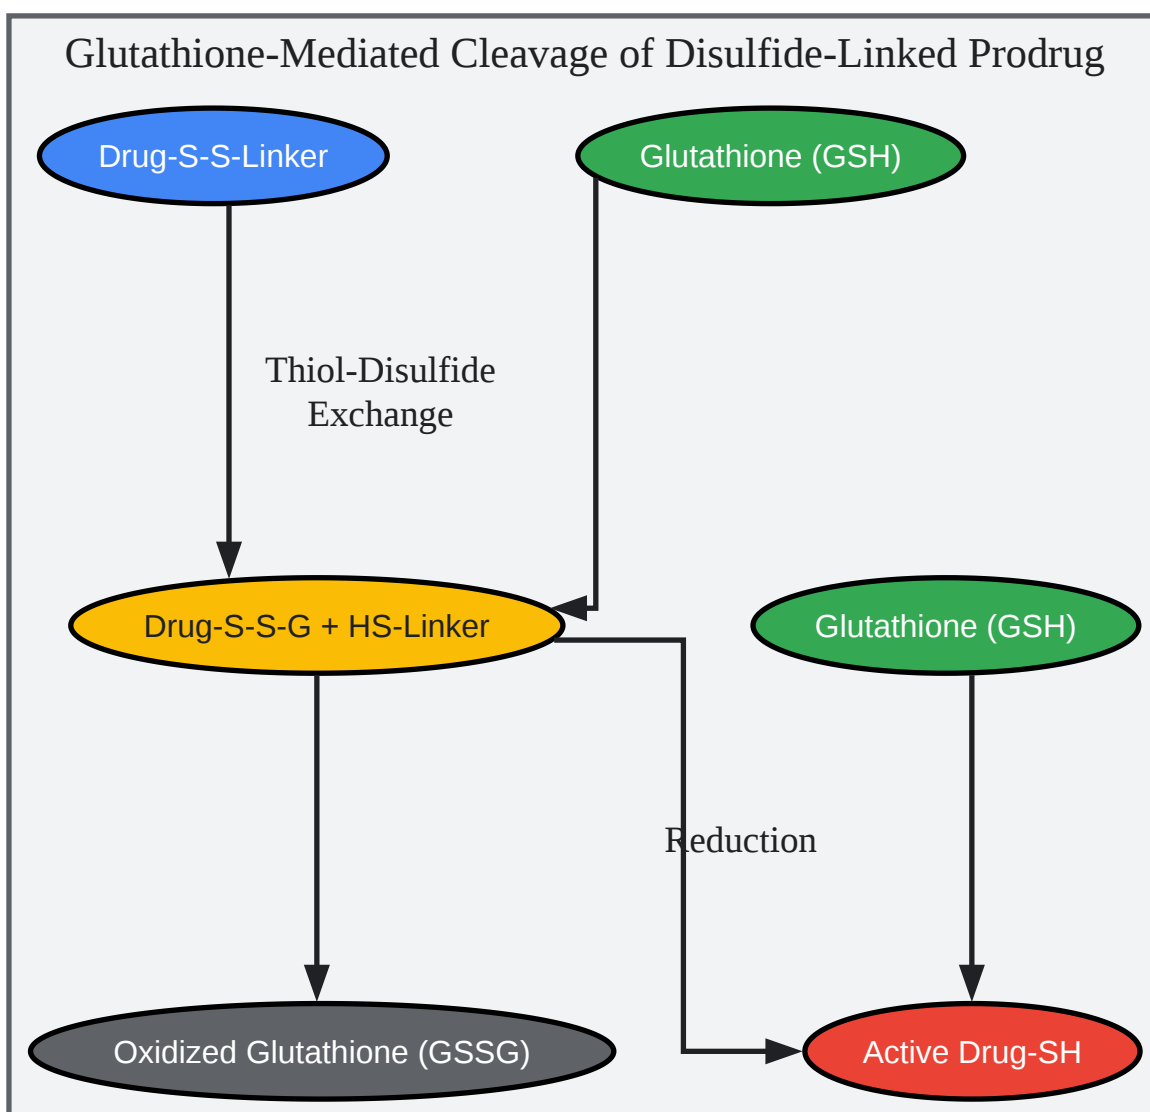 Glutathione-Mediated Cleavage of Disulfide-Linked Prodrug
Drug-S-S-Linker
Glutathione (GSH)
Thiol-Disulfide
Exchange
Drug-S-S-G + HS-Linker
Glutathione (GSH)
Reduction
Oxidized Glutathione (GSSG)
Active Drug-SH